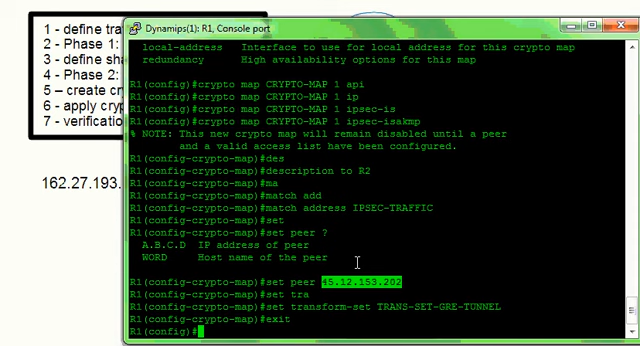 1 - define tra
2 - Phase 1:
3 - define sha
4 - Phase 2:
5 – create cr
6 - apply cryp
7 - verification
162.27.193.
Dynamips(1): R1, Console port
local-address Interface to use for local address for this crypto map
redundancy High availability options for this map
R1(config)#crypto map CRYPTO-MAP 1 api
R1(config)#crypto map CRYPTO-MAP 1 ip
R1(config)#crypto map CRYPTO-MAP 1 ipsec-is
R1(config)#crypto map CRYPTO-MAP 1 ipsec-isakmp
% NOTE: This new crypto map will remain disabled until a peer
and a valid access list have been configured.
R1(config-crypto-map)#des
R1(config-crypto-map)#description to R2
R1(config-crypto-map)#ma
R1(config-crypto-map)#match add
R1(config-crypto-map)#match address IPSEC-TRAFFIC
R1(config-crypto-map)#set
R1(config-crypto-map)#set peer ?
A.B.C.D IP address of peer
WORD Host name of the peer
R1(config-crypto-map)#set peer 45.12.153.202
R1(config-crypto-map)#set tra
R1(config-crypto-map)#set transform-set TRANS-SET-GRE-TUNNEL
R1(config-crypto-map)#exit
R1(config)#